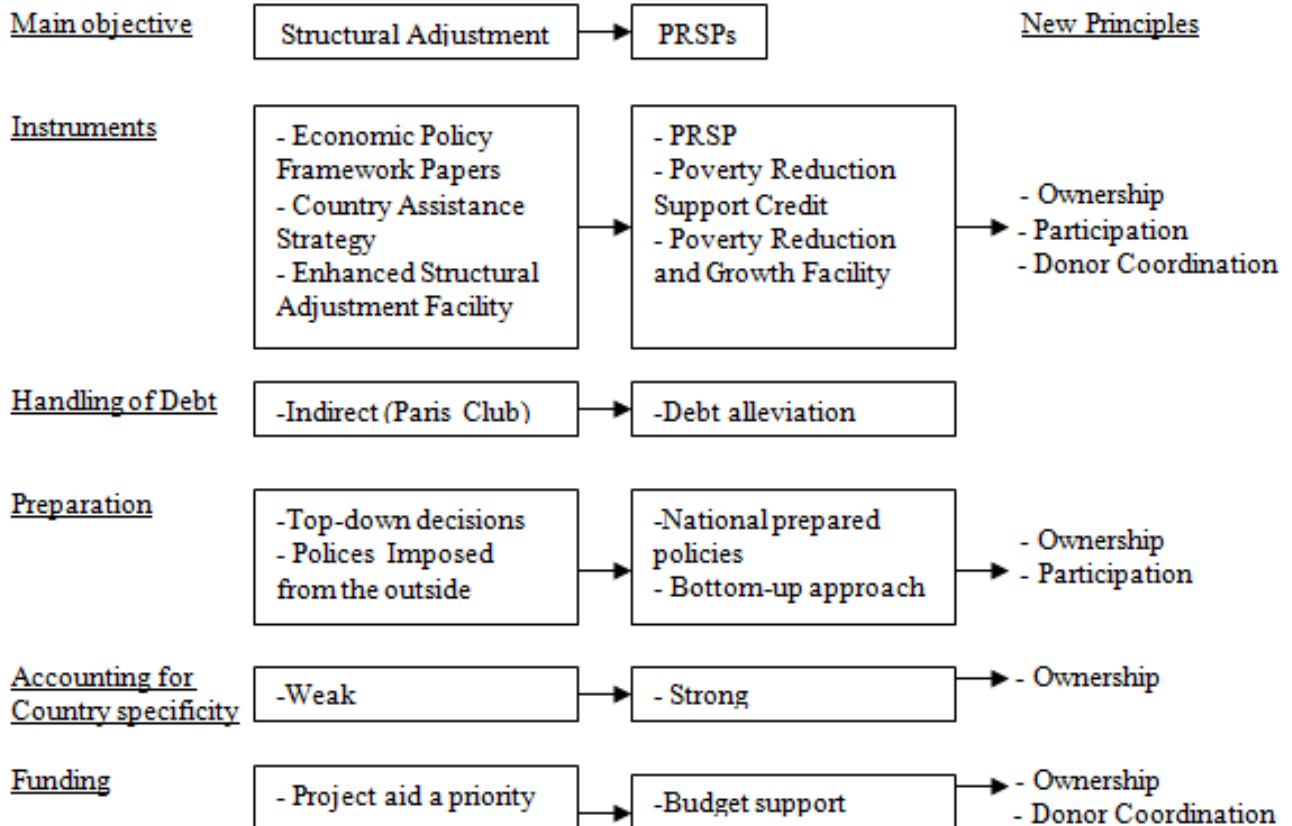 Main objective
Structural Adjustment
PRSPs
New Principles
Instruments
- Economic Policy
Framework Papers
- Country Assistance
Strategy
- Enhanced Structural
Adjustment Facility
- PRSP
- Poverty Reduction
Support Credit
- Poverty Reduction
and Growth Facility
- Ownership
- Participation
- Donor Coordination
Handling of Debt
-Indirect (Paris Club)
-Debt alleviation
Preparation
-Top-down decisions
- Polices Imposed
from the outside
-National prepared
policies
- Bottom-up approach
- Ownership
- Participation
Accounting for
Country specificity
-Weak
- Strong
- Ownership
Funding
- Project aid a priority
-Budget support
- Ownership
- Donor Coordination